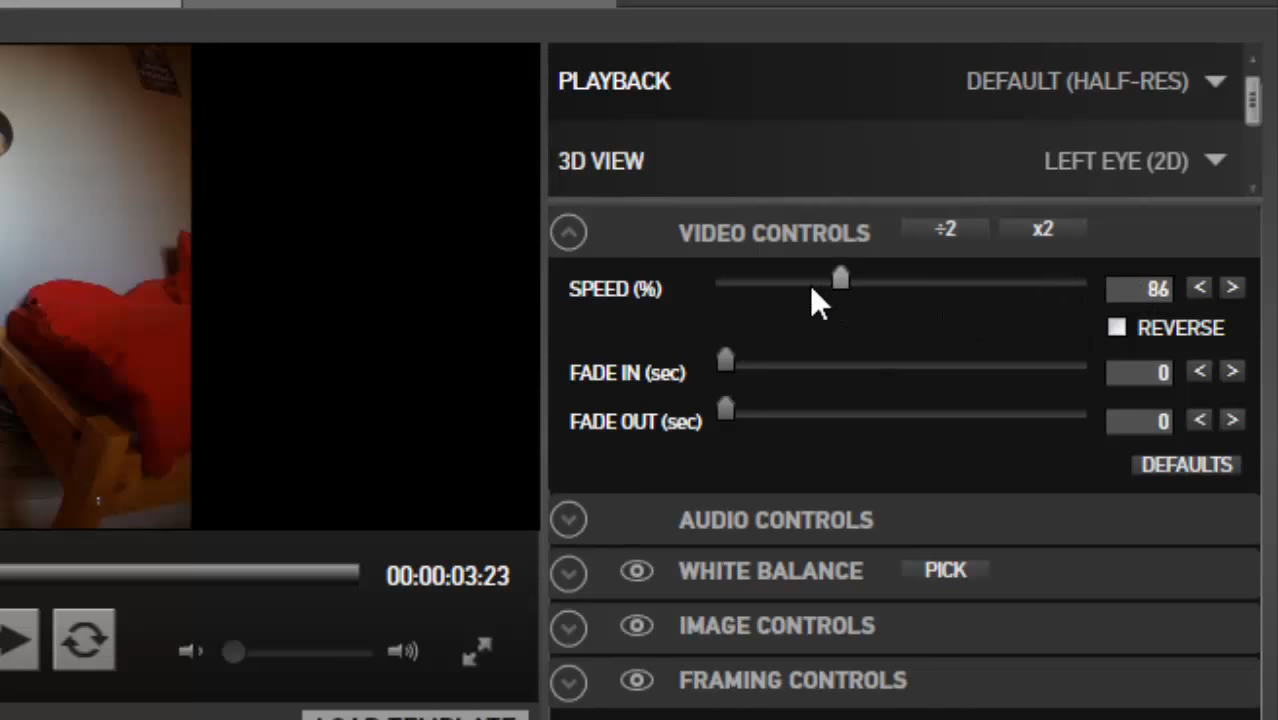 PLAYBACK DEFAULT (HALF-RES)
3D VIEW LEFT EYE (2D)
VIDEO CONTROLS ÷2 x2
SPEED (%) 86 < >
REVERSE
FADE IN (sec) 0 < >
FADE OUT (sec) 0 < >
DEFAULTS
AUDIO CONTROLS
WHITE BALANCE PICK
00:00:03:23
IMAGE CONTROLS
FRAMING CONTROLS
LOAD TEMPLATE